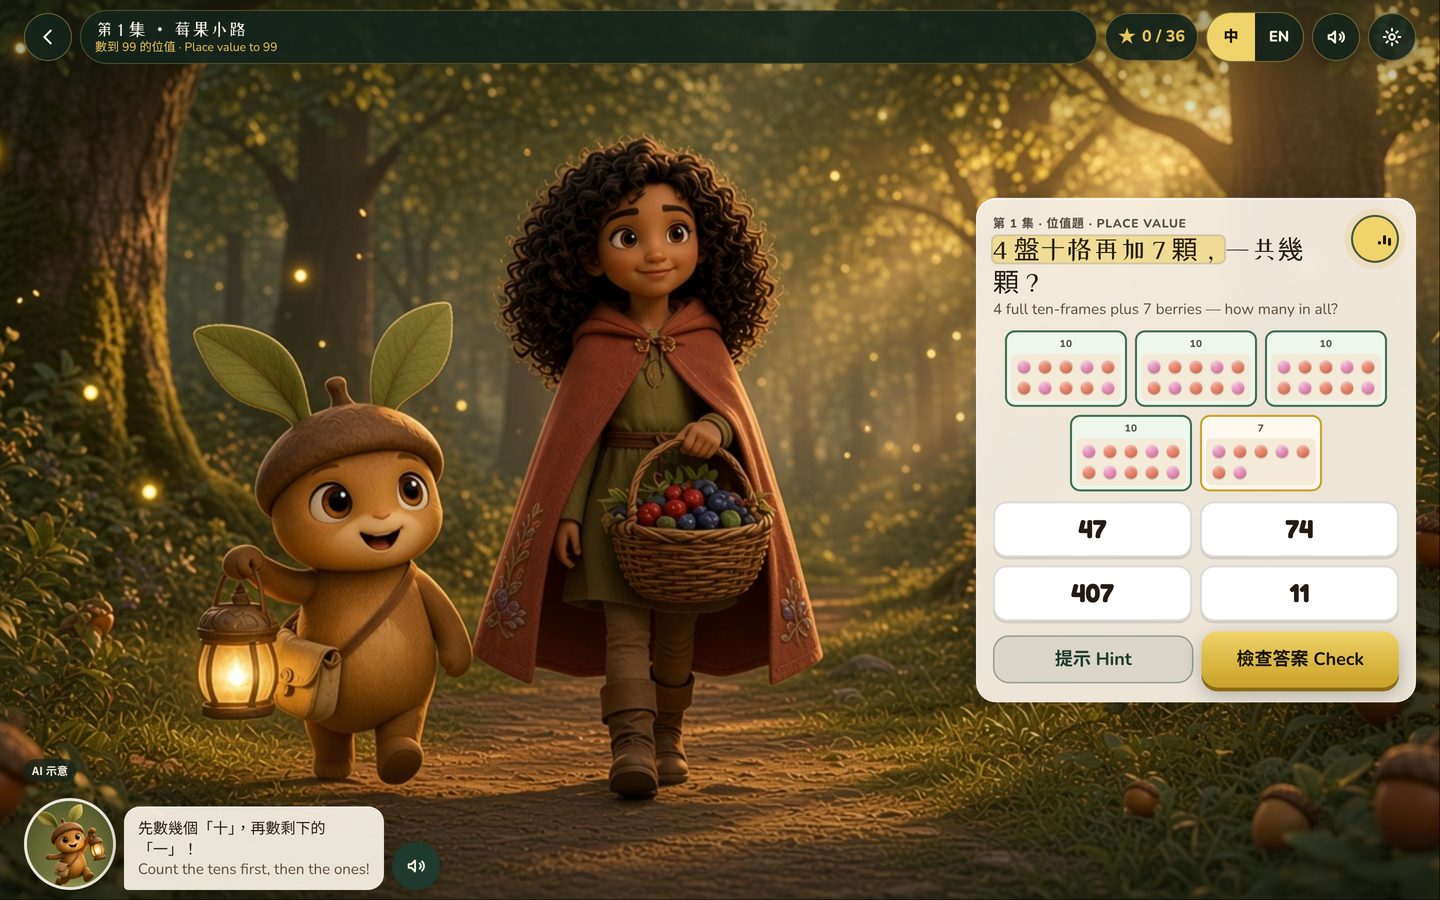 第 1 集 · 莓果小路
數到 99 的位值 · Place value to 99
★ 0 / 36
中
EN
第 1 集 · 位值題 · PLACE VALUE
4 盤十格再加 7 顆，一共幾
顆？
4 full ten-frames plus 7 berries — how many in all?
10
10
10
10
7
47
74
407
11
提示 Hint
檢查答案 Check
AI 示意
先數幾個「十」，再數剩下的
「一」！
Count the tens first, then the ones!